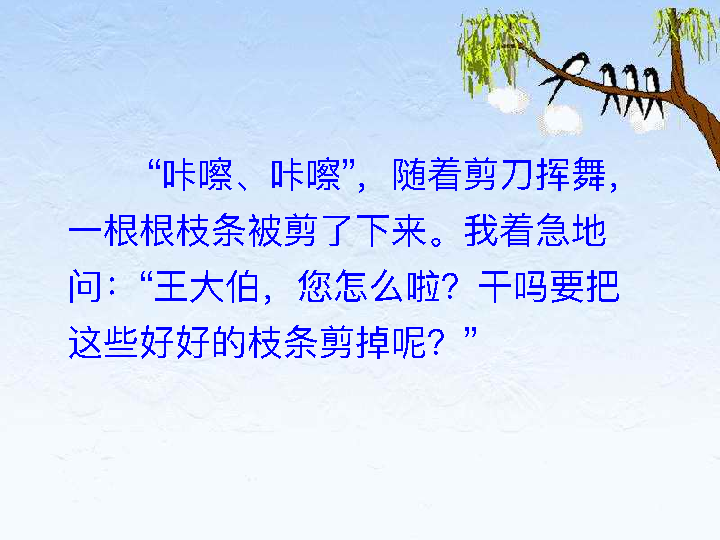 “咔嚓、咔嚓”，随着剪刀挥舞，
一根根枝条被剪了下来。我着急地
问：“王大伯，您怎么啦？干吗要把
这些好好的枝条剪掉呢？”